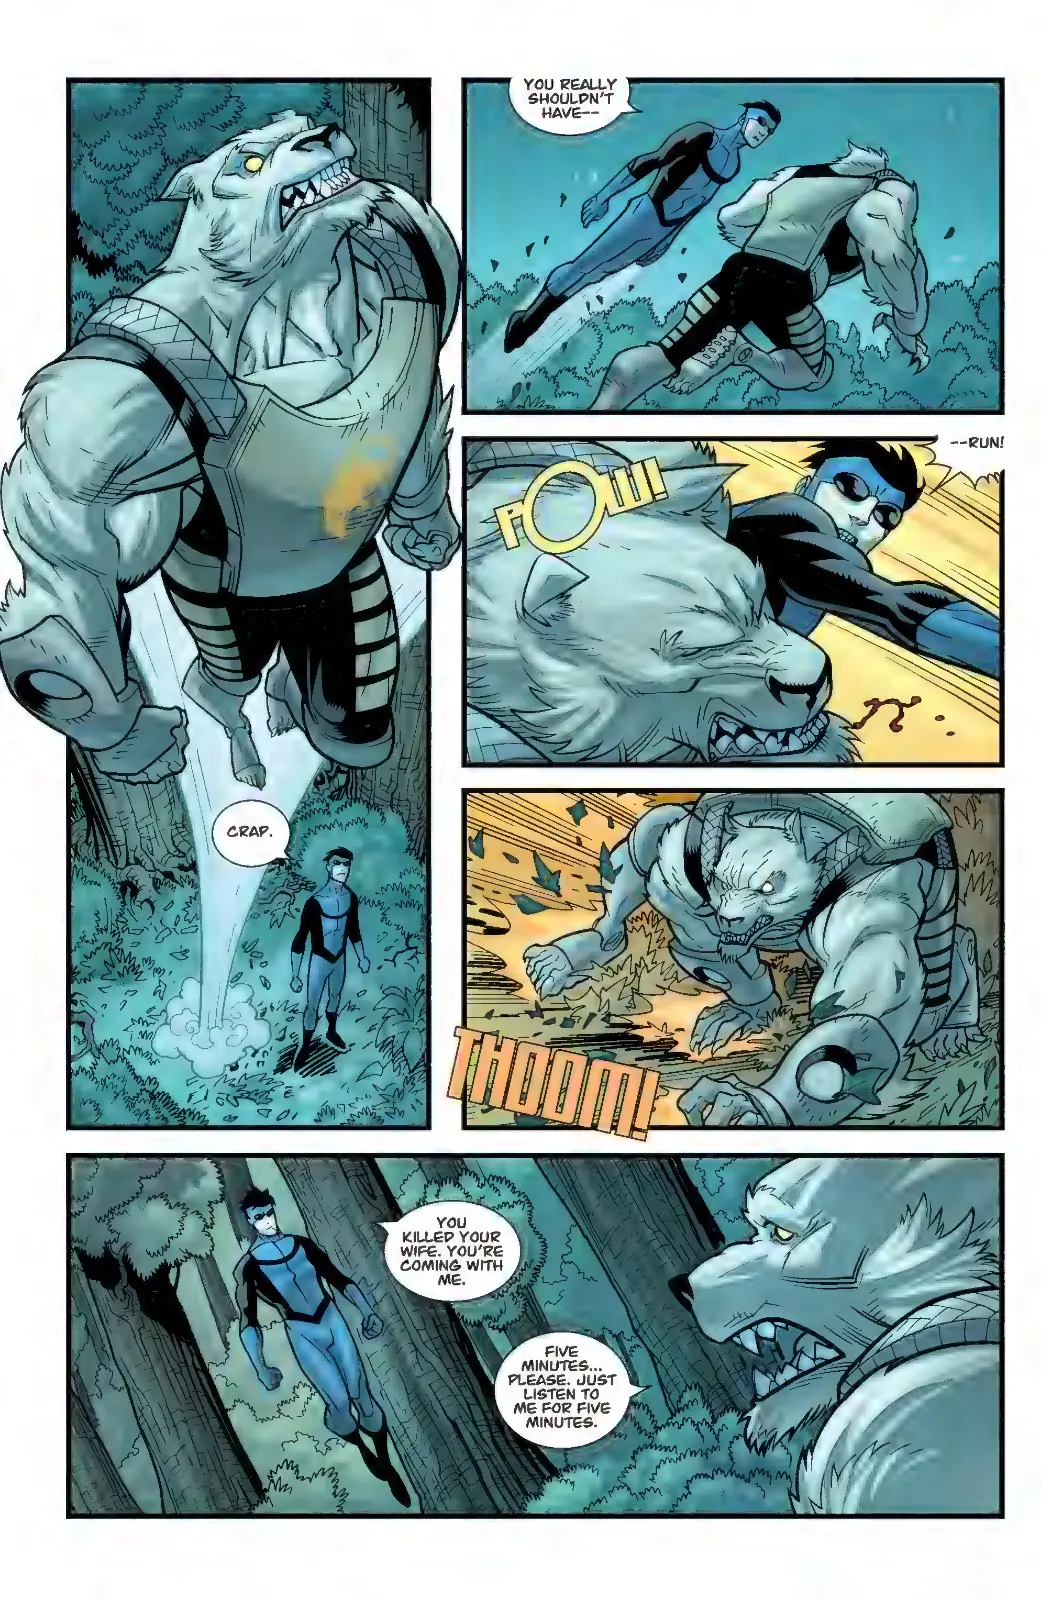 CRAP.
YOU REALLY
SHOULDN'T
HAVE--
--RUN!
POW!
THOOM!
YOU
KILLED YOUR
WIFE. YOU'RE
COMING WITH
ME.
FIVE
MINUTES...
PLEASE. JUST
LISTEN TO
ME FOR FIVE
MINUTES.